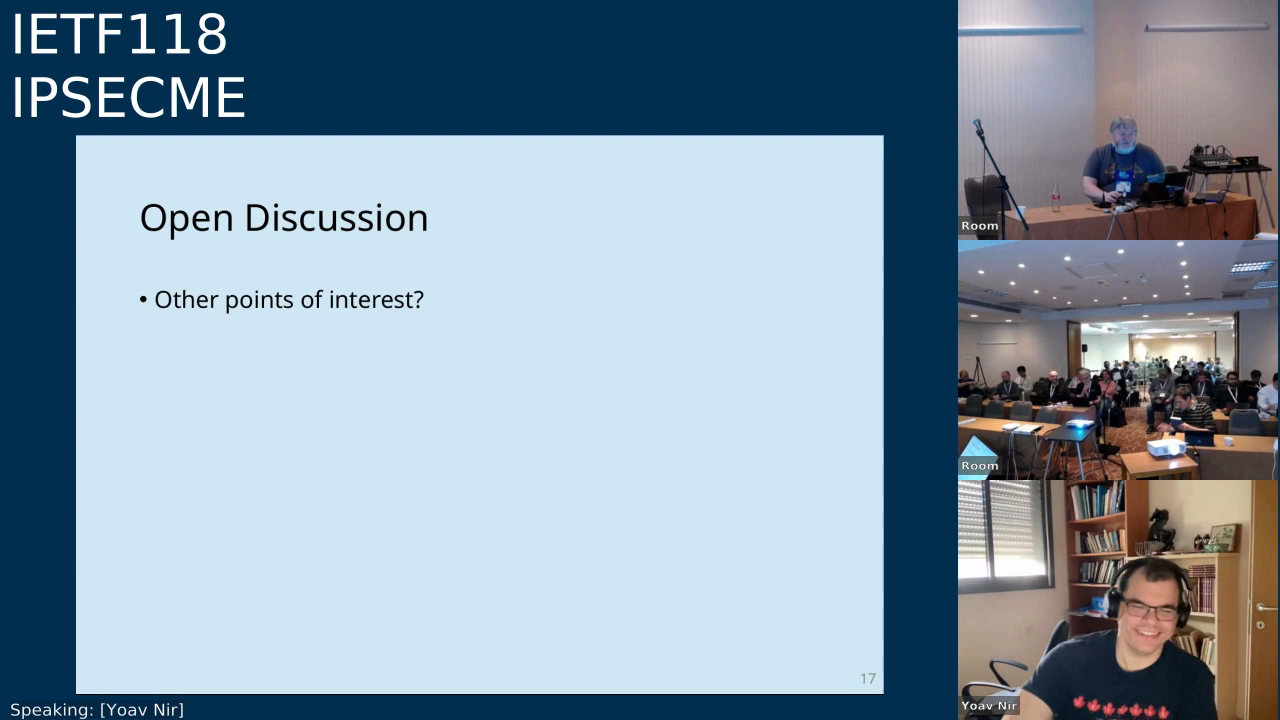 IETF118
IPSECME
Open Discussion
• Other points of interest?
17
Speaking: [Yoav Nir]
Room
Room
Yoav Nir